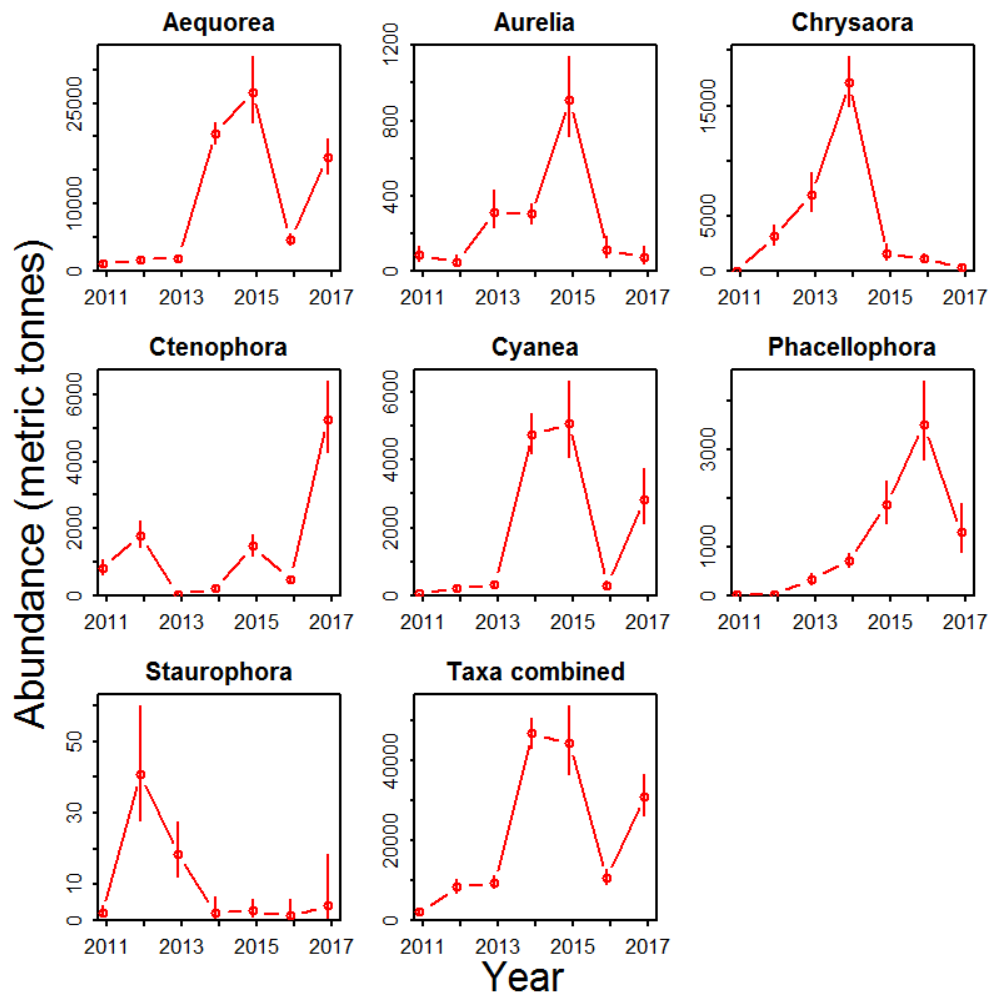 Aequorea
Aurelia
Chrysaora
25000
10000
0
1200
800
400
0
15000
5000
0
2011 2013 2015 2017
2011 2013 2015 2017
2011 2013 2015 2017
Ctenophora
Cyanea
Phacellophora
6000
4000
2000
0
6000
4000
2000
0
3000
1000
0
2011 2013 2015 2017
2011 2013 2015 2017
2011 2013 2015 2017
Staurophora
Taxa combined
50
30
10
0
40000
20000
0
2011 2013 2015 2017
2011 2013 2015 2017
Abundance (metric tonnes)
Year